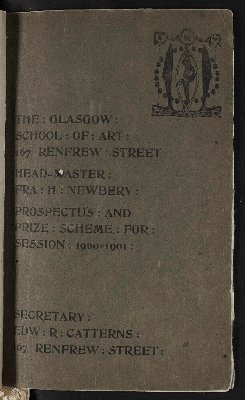 THE : GLASGOW :
SCHOOL : OF : ART :
167 RENFREW : STREET :
HEAD-MASTER :
FRA : H : NEWBERY :
PROSPECTUS : AND
PRIZE : SCHEME : FOR :
SESSION : 1900-1901 :
SECRETARY :
EDW : R : CATTERNS :
167 RENFREW : STREET :